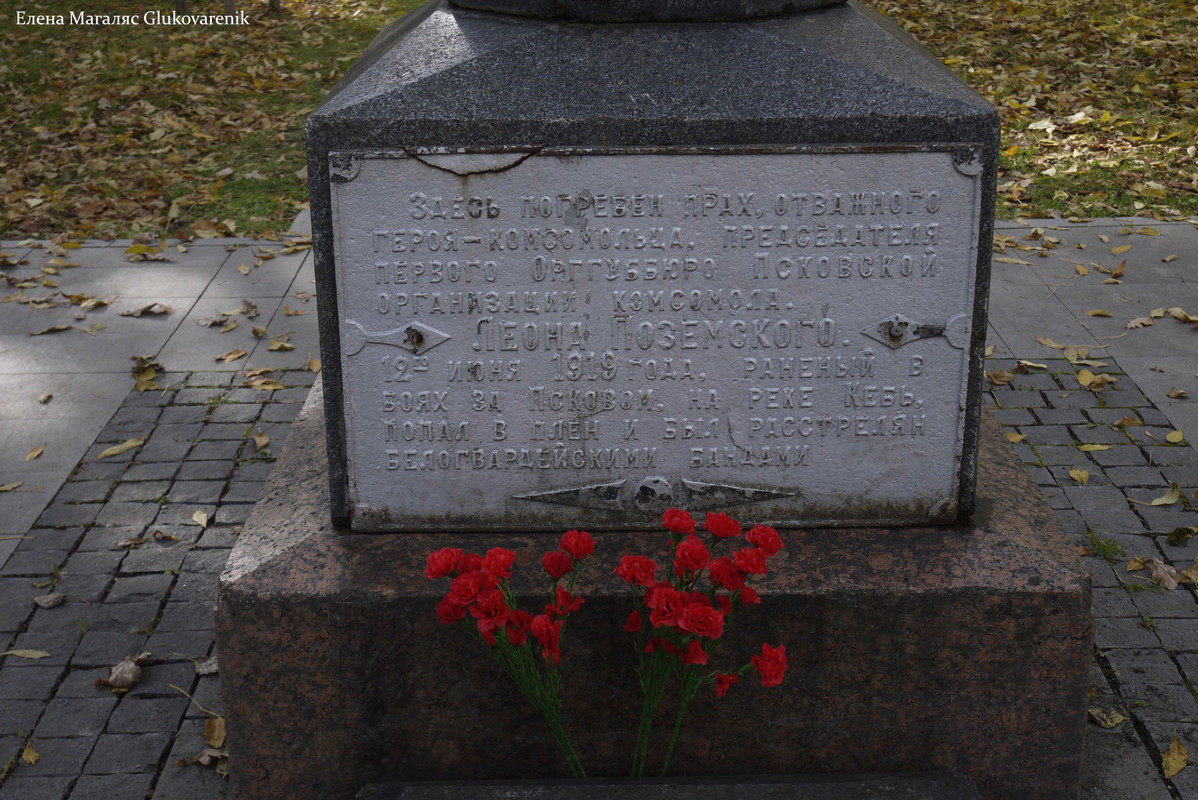 Елена Магаляс Glukovarenik
Здесь погребен прах, отважного
героя-комсомольца, председателя
первого Орггуббюро Псковской
организации комсомола.
Леонд Поземского.
12го июня 1919 года, раненый в
боях за Псковом, на реке Кебь,
попал в плен и был расстрелян
белогвардейскими бандами